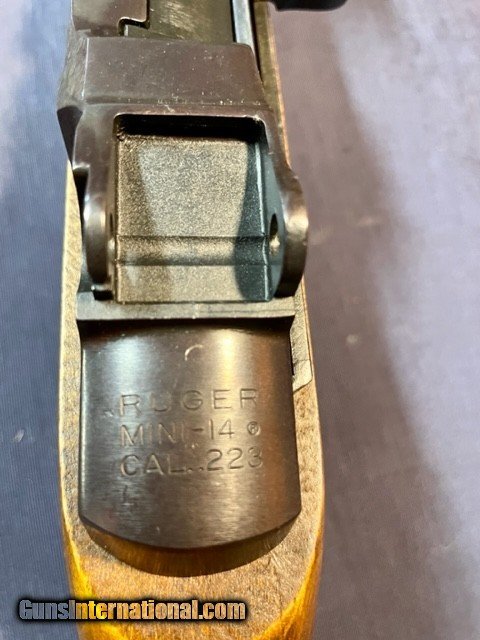 RUGER
MINI-14 ®
CAL. .223
GunsInternational.com